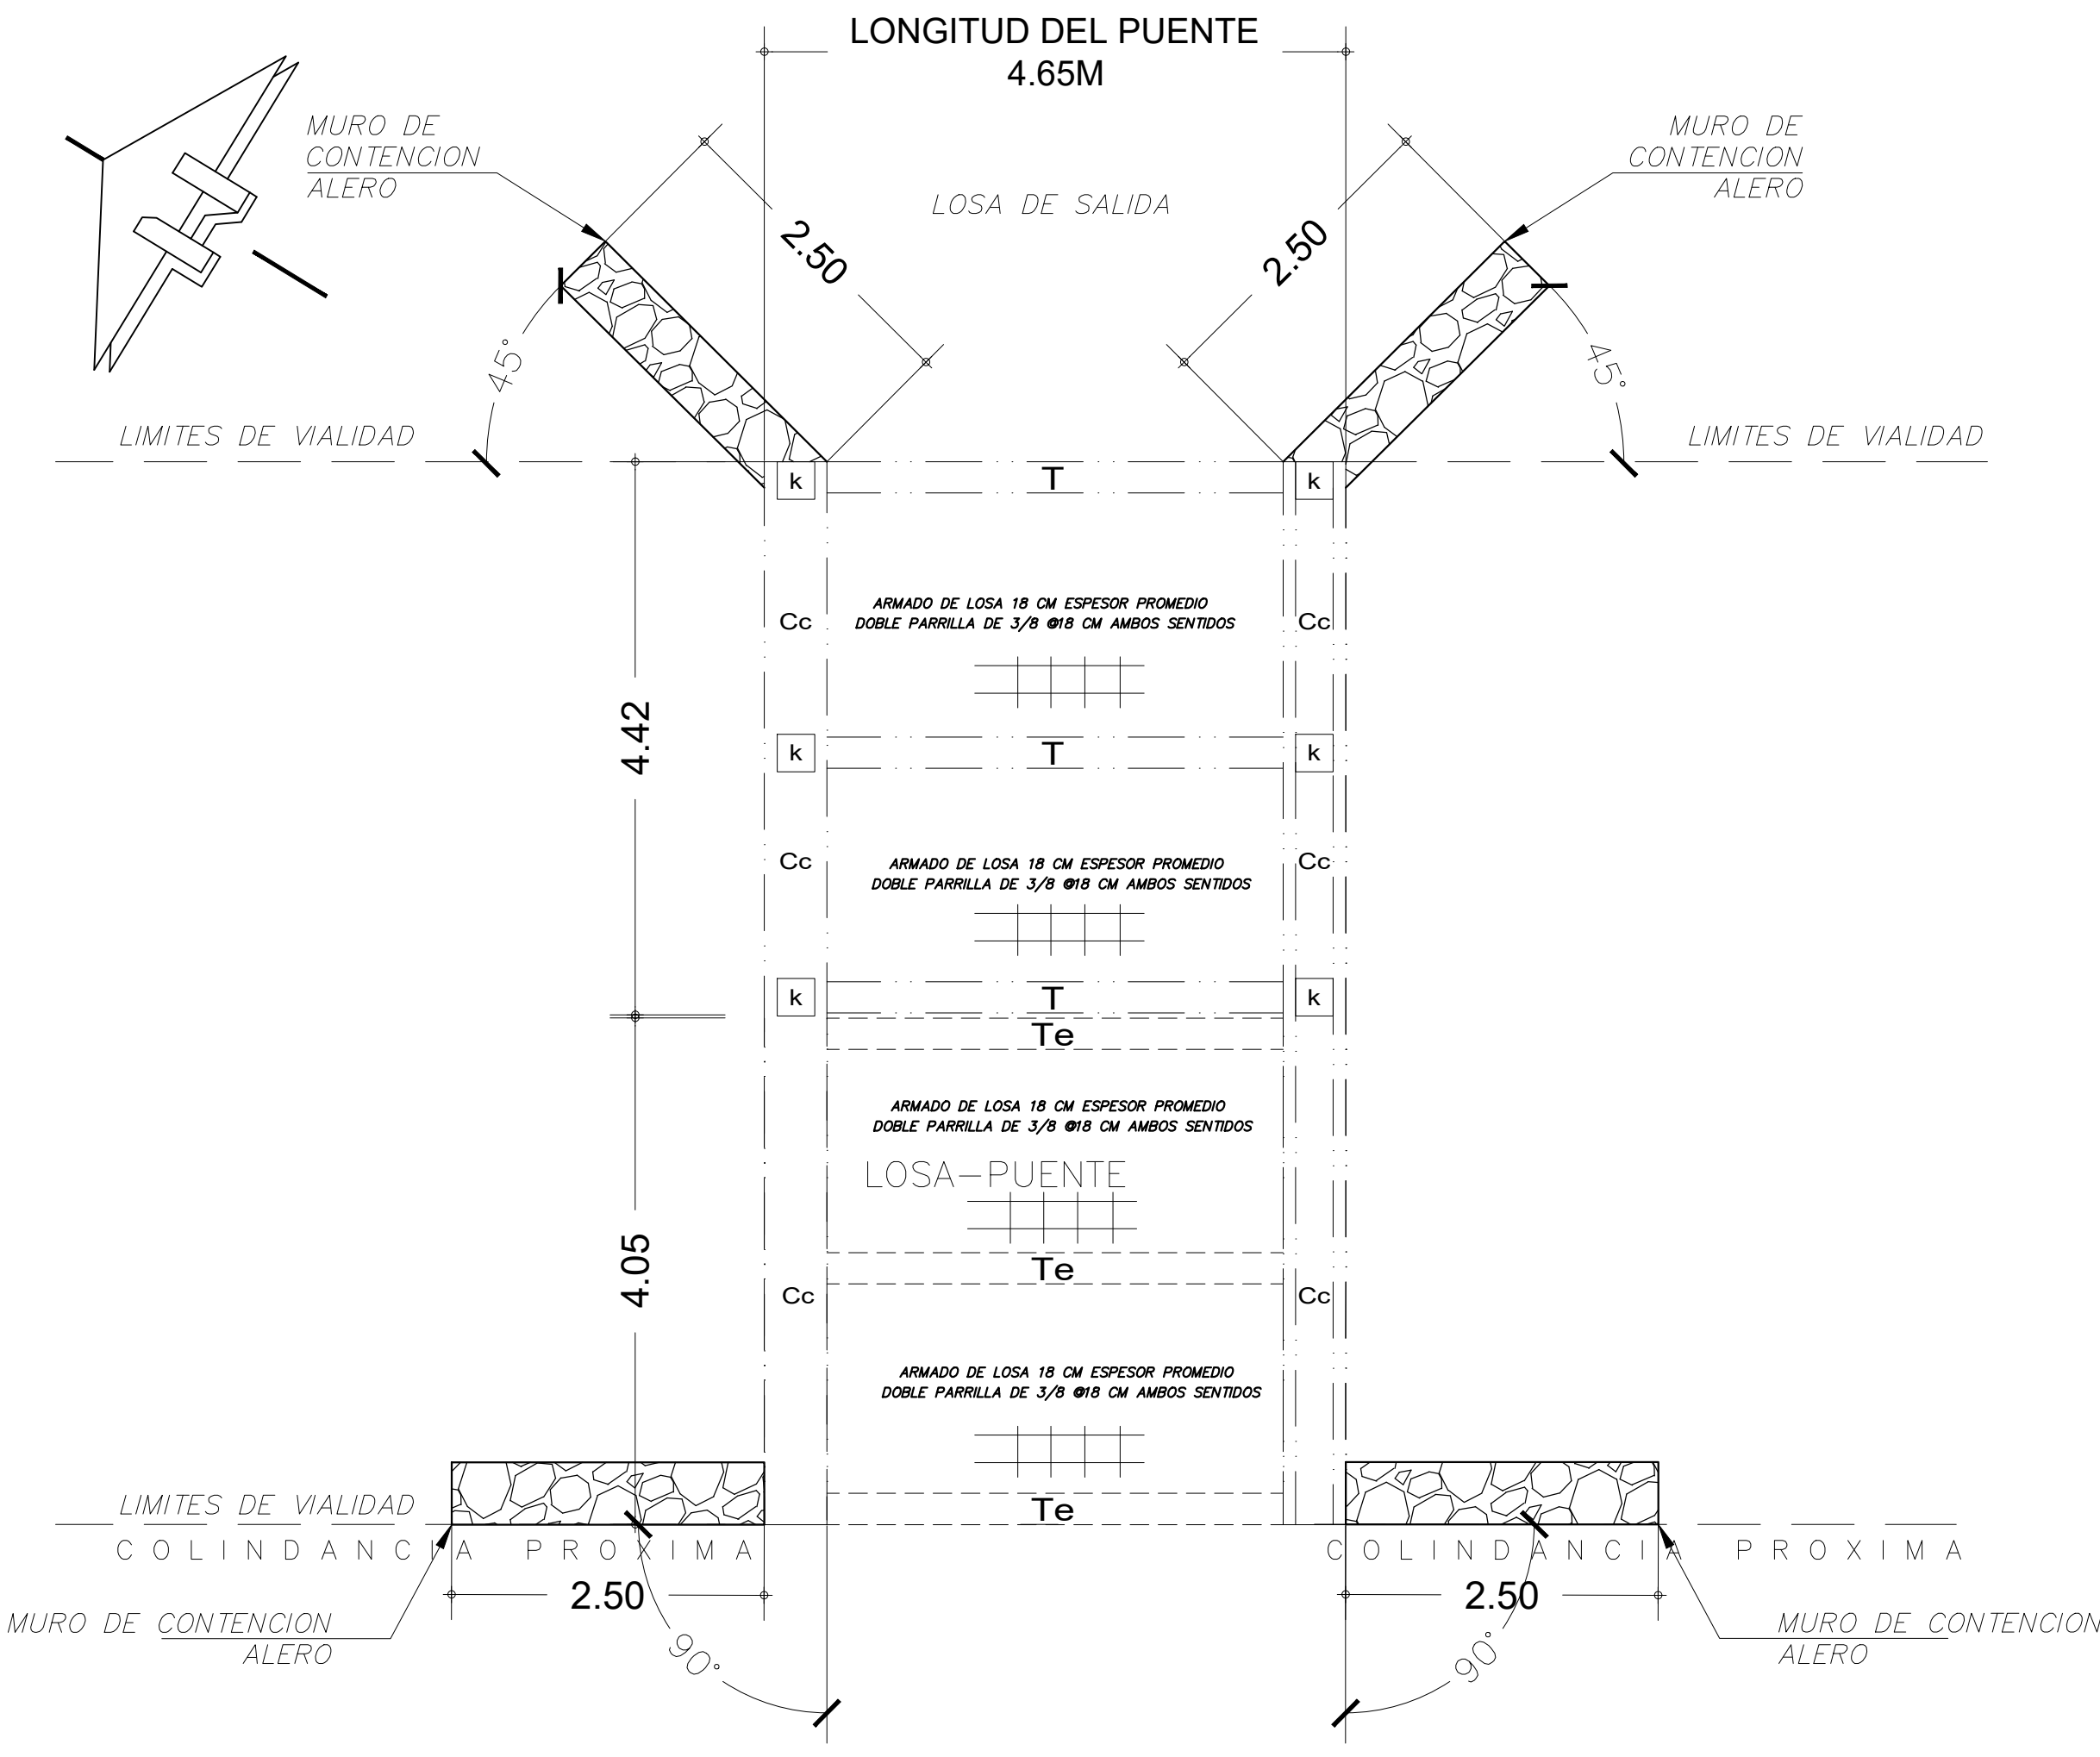 LONGITUD DEL PUENTE
4.65M
MURO DE
CONTENCION
ALERO
MURO DE
CONTENCION
ALERO
LOSA DE SALIDA
2.50
2.50
45°
45°
LIMITES DE VIALIDAD
LIMITES DE VIALIDAD
k
T
k
ARMADO DE LOSA 18 CM ESPESOR PROMEDIO
Cc
DOBLE PARRILLA DE 3/8 @18 CM AMBOS SENTIDOS
Cc
4.42
k
T
k
ARMADO DE LOSA 18 CM ESPESOR PROMEDIO
Cc
DOBLE PARRILLA DE 3/8 @18 CM AMBOS SENTIDOS
Cc
k
T
k
Te
ARMADO DE LOSA 18 CM ESPESOR PROMEDIO
DOBLE PARRILLA DE 3/8 @18 CM AMBOS SENTIDOS
LOSA-PUENTE
4.05
Te
Cc
Cc
ARMADO DE LOSA 18 CM ESPESOR PROMEDIO
DOBLE PARRILLA DE 3/8 @18 CM AMBOS SENTIDOS
LIMITES DE VIALIDAD
Te
COLINDANCIA PROXIMA
COLINDANCIA PROXIMA
2.50
2.50
MURO DE CONTENCION
ALERO
90°
90°
MURO DE CONTENCION
ALERO